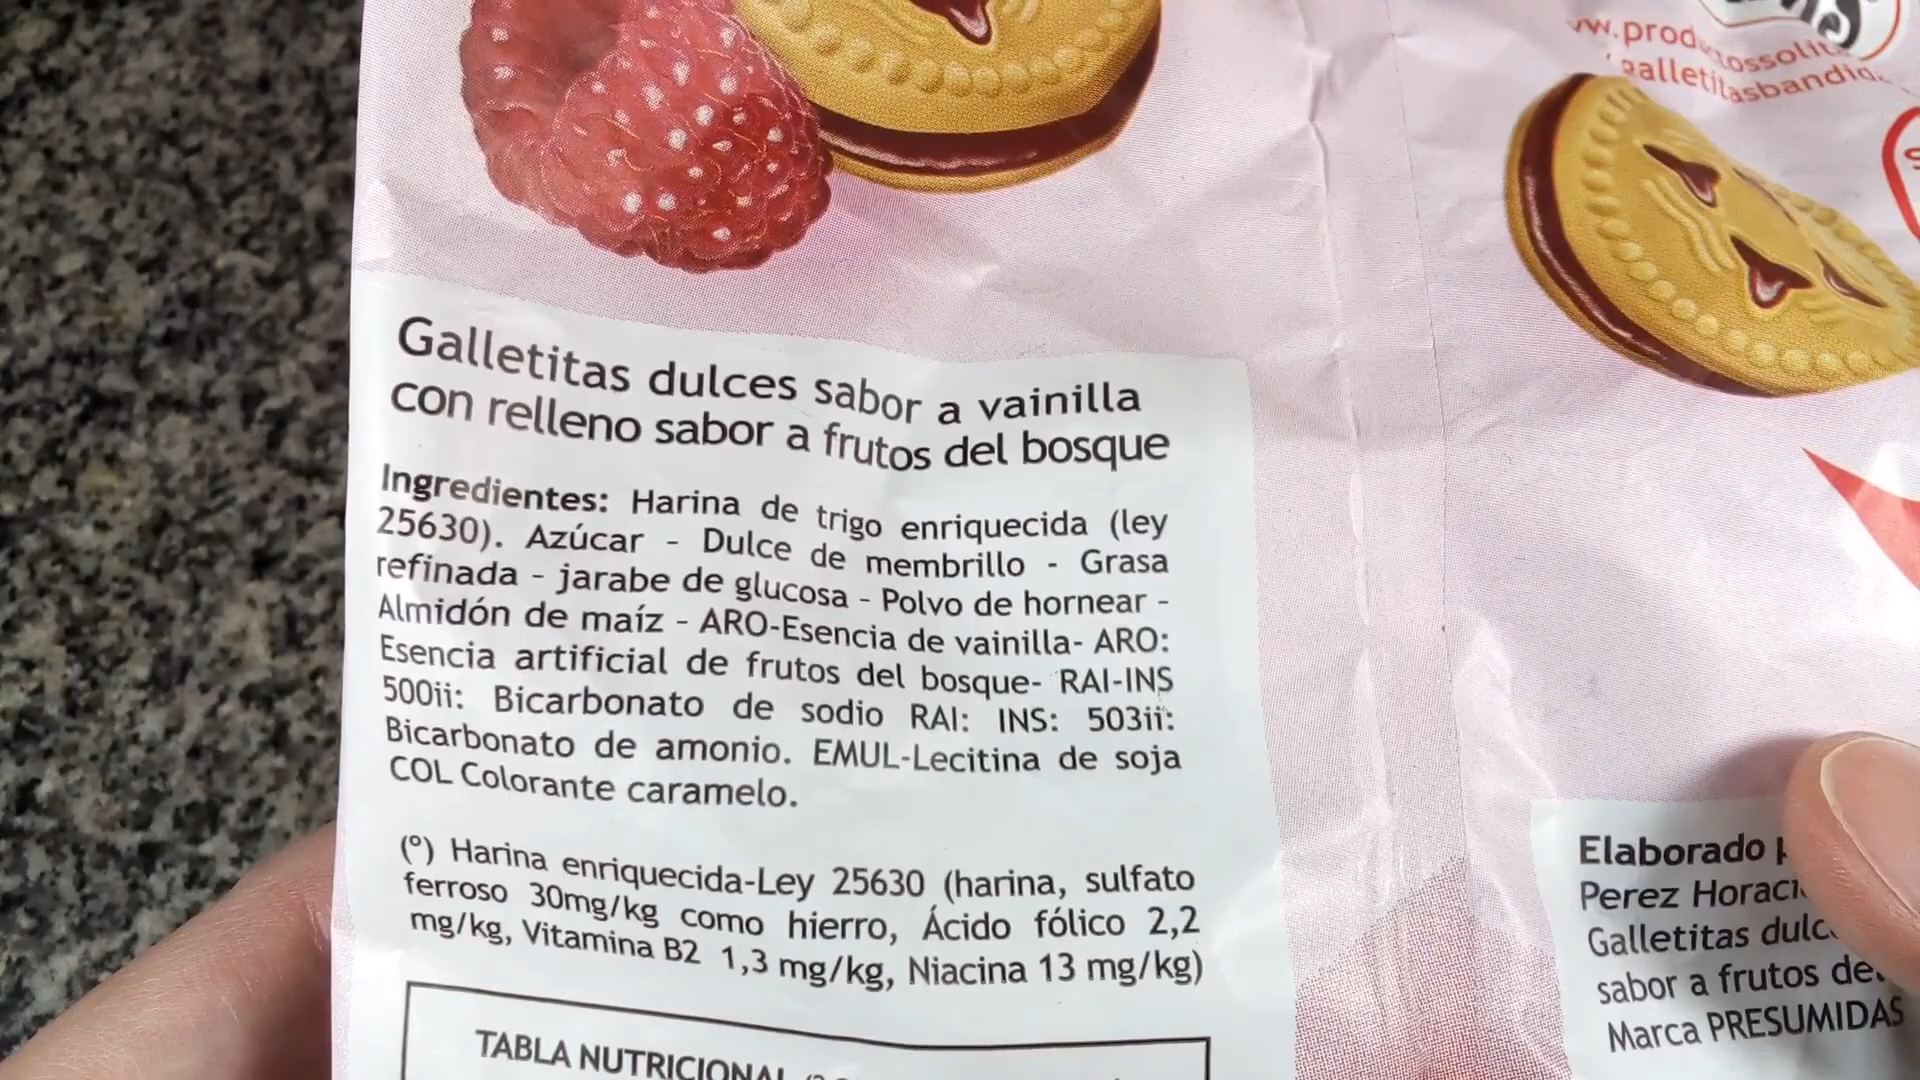 Galletitas dulces sabor a vainilla
con relleno sabor a frutos del bosque
Ingredientes: Harina de trigo enriquecida (ley
25630). Azúcar - Dulce de membrillo - Grasa
refinada - jarabe de glucosa - Polvo de hornear -
Almidón de maíz - ARO-Esencia de vainilla- ARO:
Esencia artificial de frutos del bosque- RAI-INS
500ii: Bicarbonato de sodio RAI: INS: 503ii:
Bicarbonato de amonio. EMUL-Lecitina de soja
COL Colorante caramelo.
(º) Harina enriquecida-Ley 25630 (harina, sulfato
ferroso 30mg/kg como hierro, Ácido fólico 2,2
mg/kg, Vitamina B2 1,3 mg/kg, Niacina 13 mg/kg)
TABLA NUTRICIONAL
Elaborado
Perez
Galletitas
sabor a frutos
Marca PRESUMIDAS